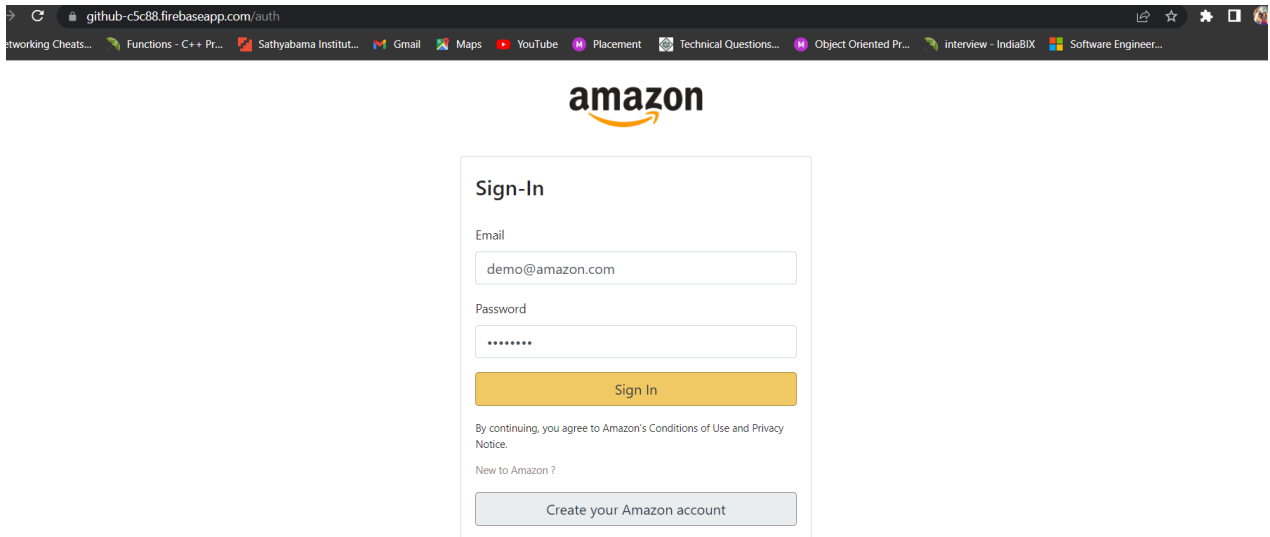 github-c5c88.firebaseapp.com/auth
etworking Cheats... Functions - C++ Pr... Sathyabama Institut... Gmail Maps YouTube M Placement Technical Questions... M Object Oriented Pr... interview - IndiaBIX Software Engineer...
amazon
Sign-In
Email
demo@amazon.com
Password
••••••••
Sign In
By continuing, you agree to Amazon's Conditions of Use and Privacy
Notice.
New to Amazon ?
Create your Amazon account